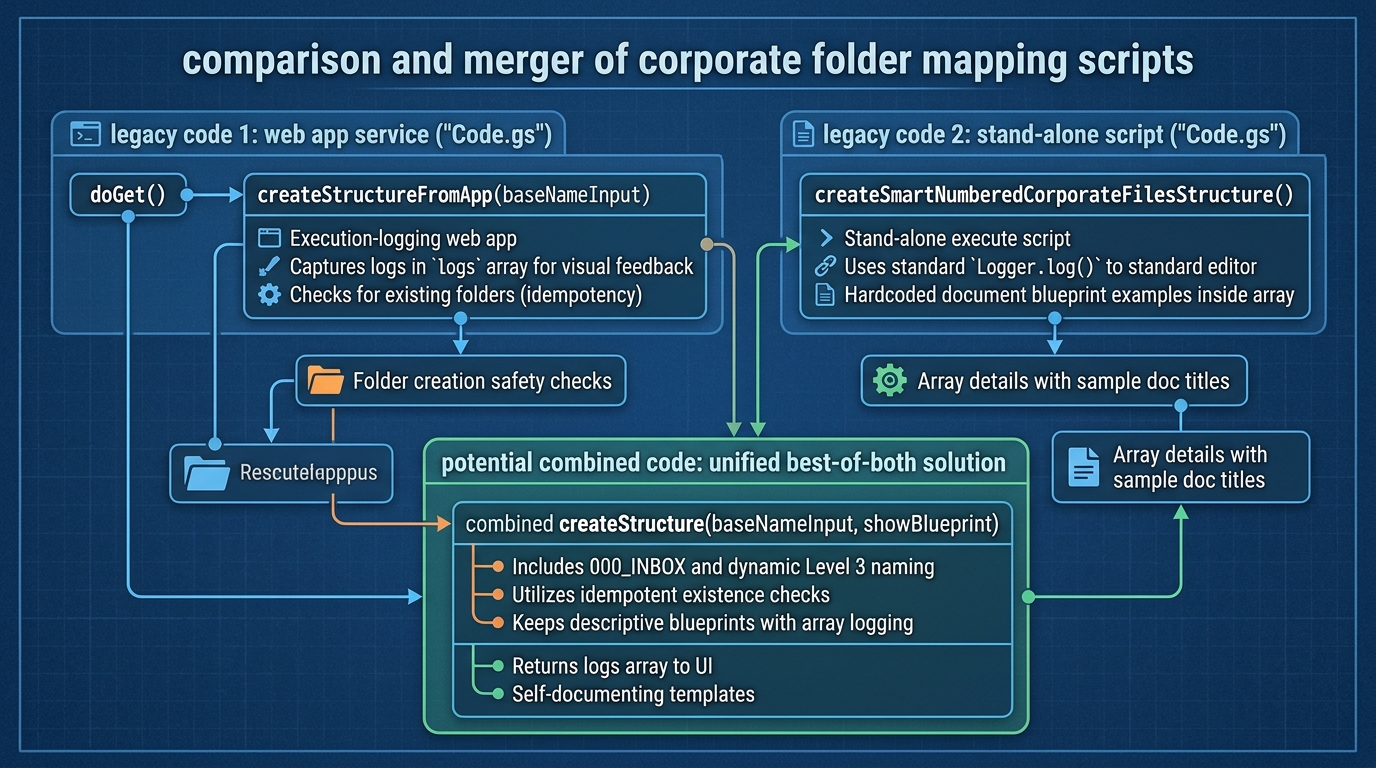 comparison and merger of corporate folder mapping scripts
legacy code 1: web app service ("Code.gs")
doGet()
createStructureFromApp(baseNameInput)
Execution-logging web app
Captures logs in `logs` array for visual feedback
Checks for existing folders (idempotency)
Folder creation safety checks
legacy code 2: stand-alone script ("Code.gs")
createSmartNumberedCorporateFilesStructure()
Stand-alone execute script
Uses standard `Logger.log()` to standard editor
Hardcoded document blueprint examples inside array
Array details with sample doc titles
Array details with
sample doc titles
potential combined code: unified best-of-both solution
combined createStructure(baseNameInput, showBlueprint)
Includes 000_INBOX and dynamic Level 3 naming
Utilizes idempotent existence checks
Keeps descriptive blueprints with array logging
Returns logs array to UI
Self-documenting templates